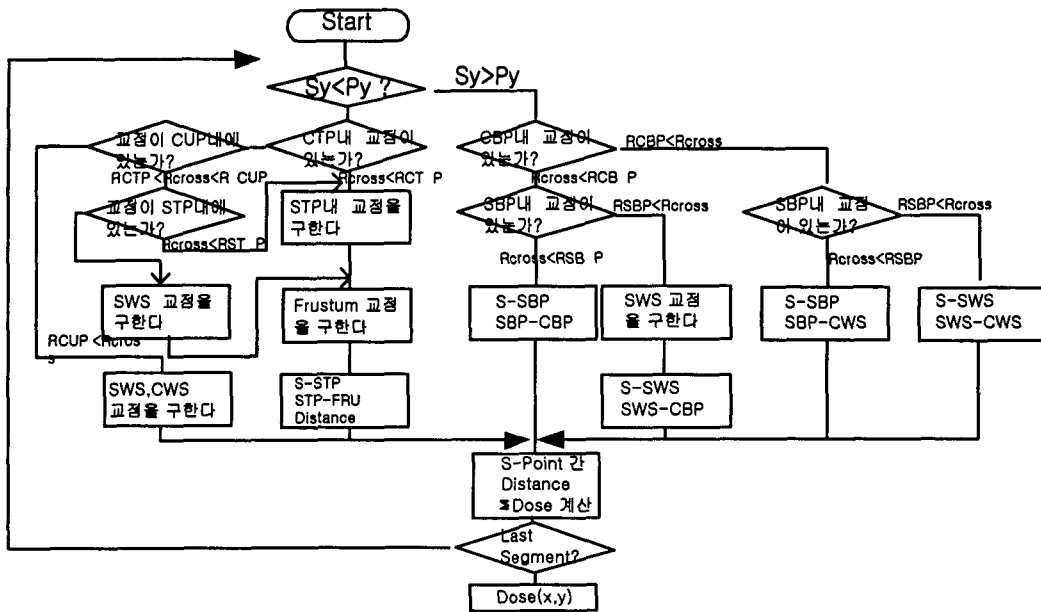 Start
Sy<Py ?
Sy>Py
교점이 CUP내에
있는가?
CTP내 교점이
있는가?
CBP내 교점이
있는가?
RCBP<Rcross
RCTP <Rcross<R CUP
Rcross<RCT P
Rcross<RCB P
교점이 STP내에
있는가?
STP내 교점을
구한다
SBP내 교점이
있는가?
RSBP<Rcross
SBP내 교점
이 있는가?
RSBP<Rcross
Rcross<RST P
Rcross<RSB P
Rcross<RSBP
SWS 교점을
구한다
Frustum 교점
을 구한다
S-SBP
SBP-CBP
SWS 교점
을 구한다
S-SBP
SBP-CWS
S-SWS
SWS-CWS
RCUP <Rcros
s
SWS,CWS
교점을 구한다
S-STP
STP-FRU
Distance
S-SWS
SWS-CBP
S-Point 간
Distance
Dose 계산
Last
Segment?
Dose(x,y)